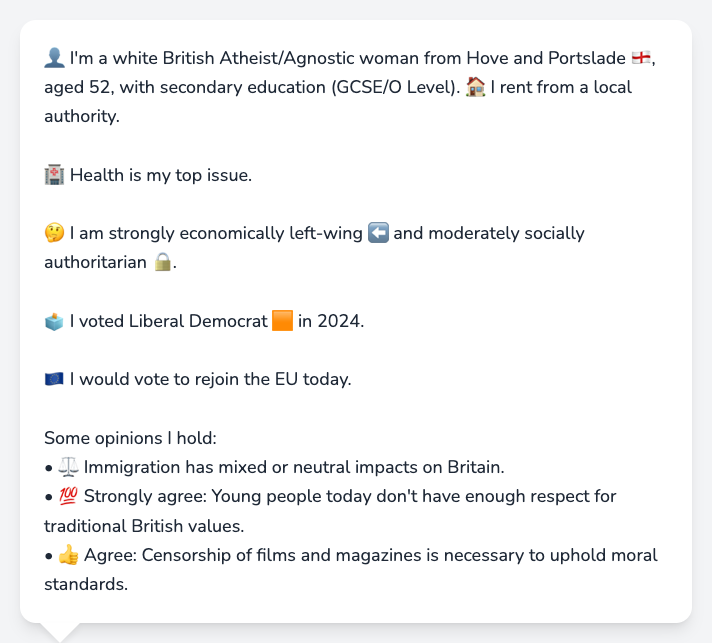 👤 I'm a white British Atheist/Agnostic woman from Hove and Portslade 🏴󠁧󠁢󠁥󠁮󠁧󠁿,
aged 52, with secondary education (GCSE/O Level). 🏠 I rent from a local
authority.
🏥 Health is my top issue.
🤔 I am strongly economically left-wing ⬅️ and moderately socially
authoritarian 🔒.
🗳️ I voted Liberal Democrat 🟧 in 2024.
🇪🇺 I would vote to rejoin the EU today.
Some opinions I hold:
• ⚖️ Immigration has mixed or neutral impacts on Britain.
• 💯 Strongly agree: Young people today don't have enough respect for
traditional British values.
• 👍 Agree: Censorship of films and magazines is necessary to uphold moral
standards.